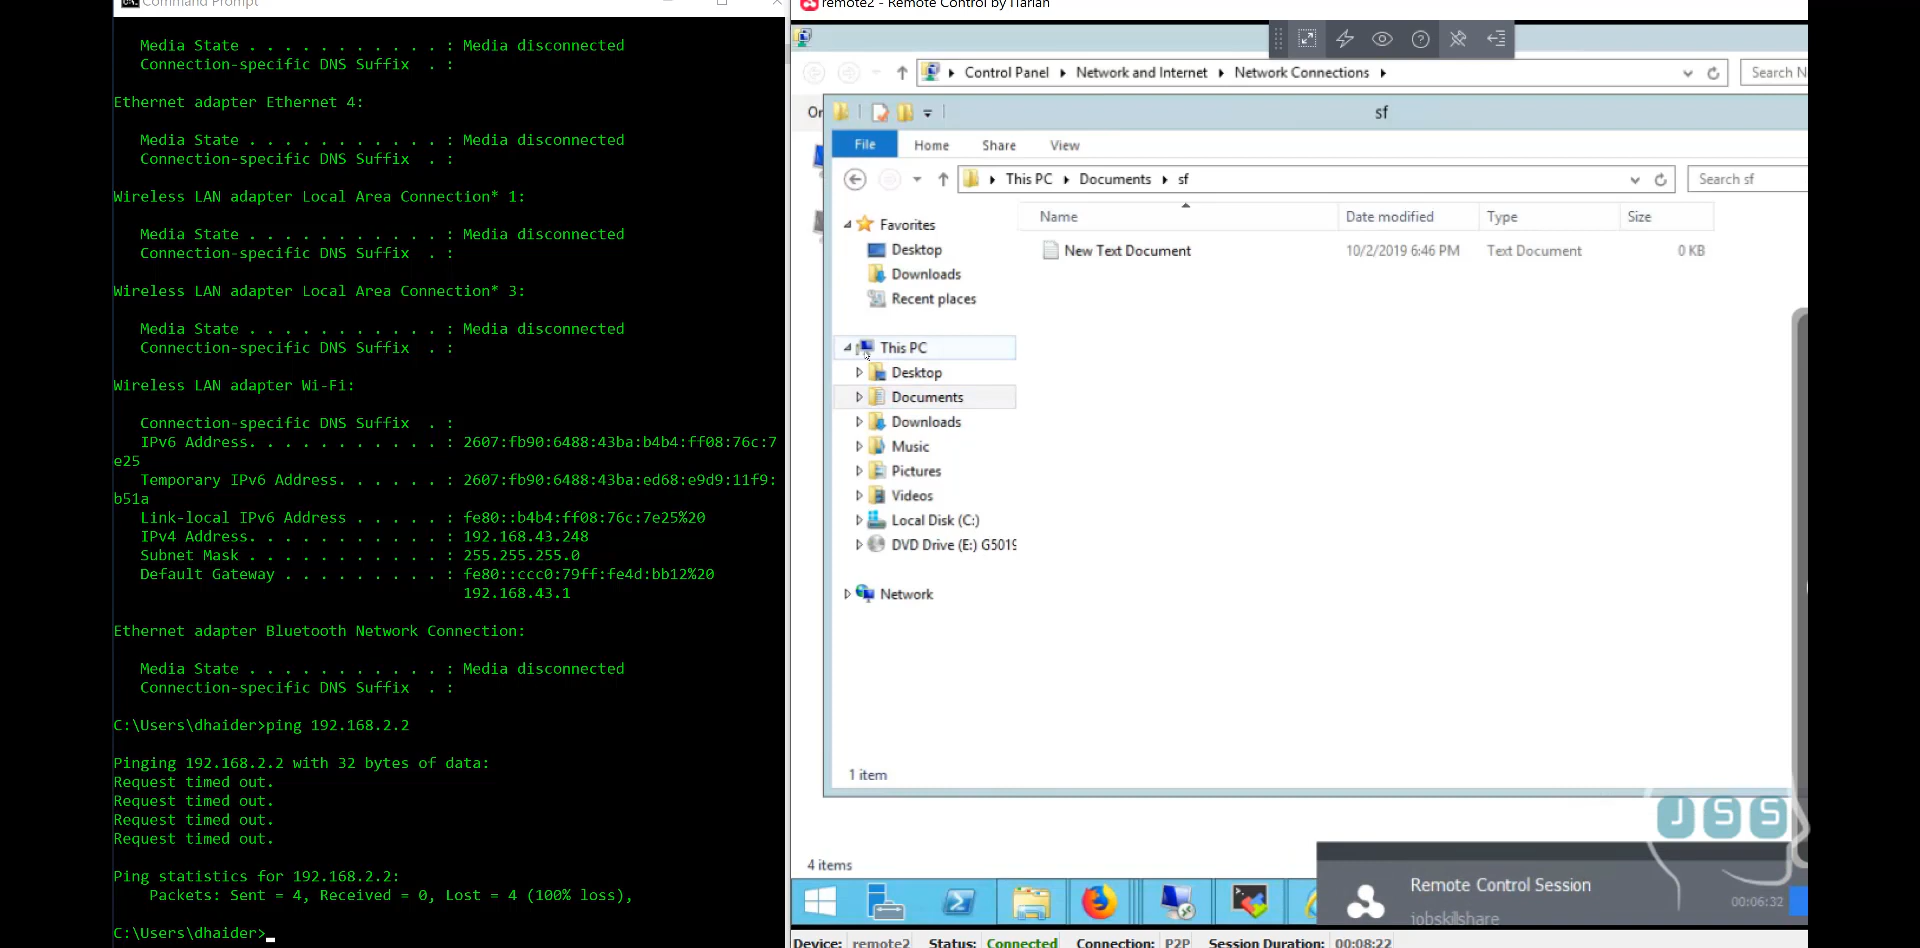 Command Prompt
Media State . . . . . . . . . . . : Media disconnected
Connection-specific DNS Suffix  . :
Ethernet adapter Ethernet 4:
Media State . . . . . . . . . . . : Media disconnected
Connection-specific DNS Suffix  . :
Wireless LAN adapter Local Area Connection* 1:
Media State . . . . . . . . . . . : Media disconnected
Connection-specific DNS Suffix  . :
Wireless LAN adapter Local Area Connection* 3:
Media State . . . . . . . . . . . : Media disconnected
Connection-specific DNS Suffix  . :
Wireless LAN adapter Wi-Fi:
Connection-specific DNS Suffix  . :
IPv6 Address. . . . . . . . . . . : 2607:fb90:6488:43ba:b4b4:ff08:76c:7
e25
Temporary IPv6 Address. . . . . . : 2607:fb90:6488:43ba:ed68:e9d9:11f9:
b51a
Link-local IPv6 Address . . . . . : fe80::b4b4:ff08:76c:7e25%20
IPv4 Address. . . . . . . . . . . : 192.168.43.248
Subnet Mask . . . . . . . . . . . : 255.255.255.0
Default Gateway . . . . . . . . . : fe80::ccc0:79ff:fe4d:bb12%20
192.168.43.1
Ethernet adapter Bluetooth Network Connection:
Media State . . . . . . . . . . . : Media disconnected
Connection-specific DNS Suffix  . :
C:\Users\dhaider>ping 192.168.2.2
Pinging 192.168.2.2 with 32 bytes of data:
Request timed out.
Request timed out.
Request timed out.
Request timed out.
Ping statistics for 192.168.2.2:
Packets: Sent = 4, Received = 0, Lost = 4 (100% loss),
C:\Users\dhaider>
remote2 - Remote Control by Itarian
Control Panel Network and Internet Network Connections Search N
Or
sf
File Home Share View
This PC Documents sf Search sf
Name Date modified Type Size
New Text Document 10/2/2019 6:46 PM Text Document 0 KB
Favorites
Desktop
Downloads
Recent places
This PC
Desktop
Documents
Downloads
Music
Pictures
Videos
Local Disk (C:)
DVD Drive (E:) G5019
Network
1 item
JSS
4 items
Remote Control Session
jobskillshare
00:06:32
Device: remote2 Status: Connected Connection: P2P Session Duration: 00:08:22